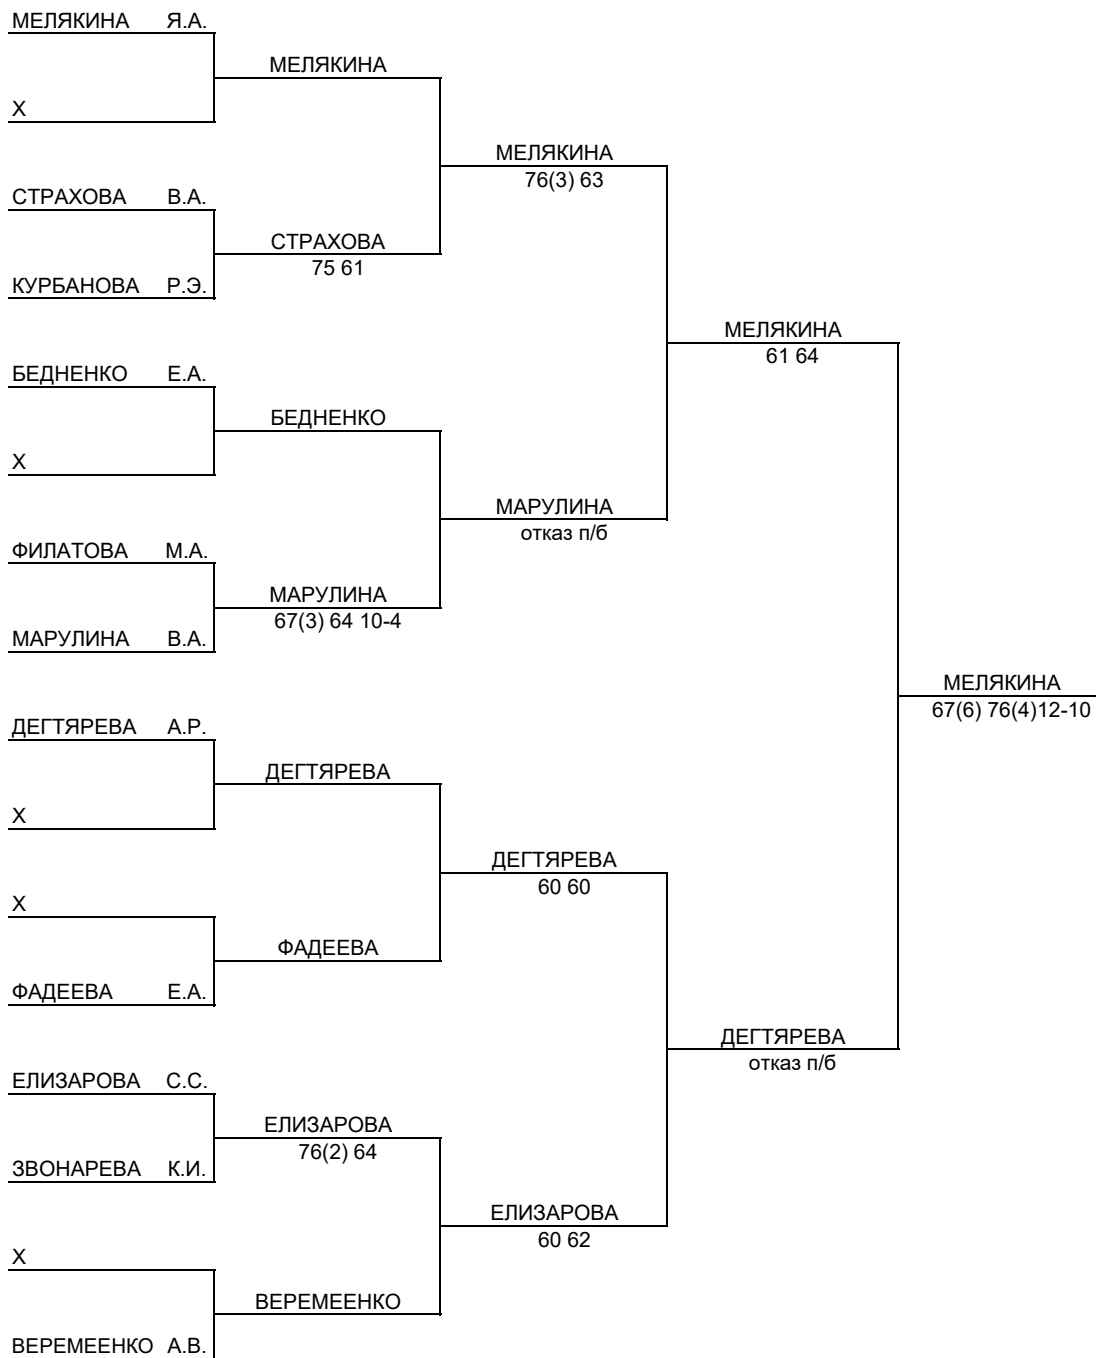 МЕЛЯКИНА Я.А.
МЕЛЯКИНА
Х
МЕЛЯКИНА
76(3) 63
СТРАХОВА В.А.
СТРАХОВА
75 61
КУРБАНОВА Р.Э.
МЕЛЯКИНА
61 64
БЕДНЕНКО Е.А.
БЕДНЕНКО
Х
МАРУЛИНА
отказ п/б
ФИЛАТОВА М.А.
МАРУЛИНА
67(3) 64 10-4
МАРУЛИНА В.А.
МЕЛЯКИНА
67(6) 76(4)12-10
ДЕГТЯРЕВА А.Р.
ДЕГТЯРЕВА
Х
ДЕГТЯРЕВА
60 60
Х
ФАДЕЕВА
ФАДЕЕВА Е.А.
ДЕГТЯРЕВА
отказ п/б
ЕЛИЗАРОВА С.С.
ЕЛИЗАРОВА
76(2) 64
ЗВОНАРЕВА К.И.
ЕЛИЗАРОВА
60 62
Х
ВЕРЕМЕЕНКО
ВЕРЕМЕЕНКО А.В.